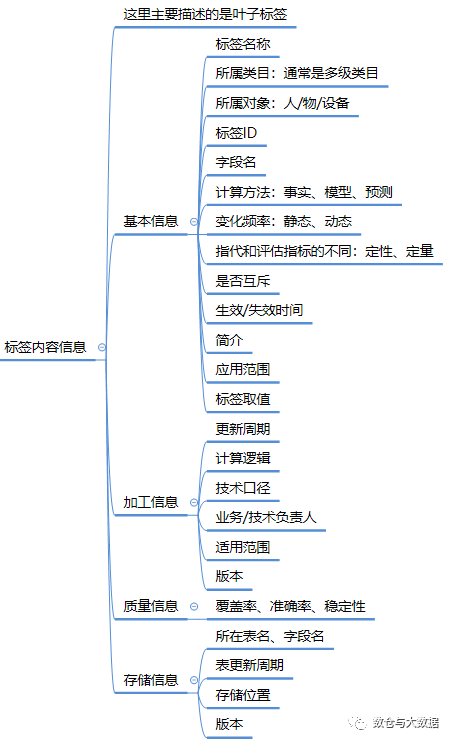 这里主要描述的是叶子标签
标签名称
所属类目：通常是多级类目
所属对象：人/物/设备
标签ID
字段名
计算方法：事实、模型、预测
基本信息
变化频率：静态、动态
指代和评估指标的不同：定性、定量
是否互斥
生效/失效时间
简介
标签内容信息
应用范围
标签取值
更新周期
计算逻辑
技术口径
加工信息
业务/技术负责人
适用范围
版本
质量信息
覆盖率、准确率、稳定性
所在表名、字段名
表更新周期
存储信息
存储位置
版本
数仓与大数据